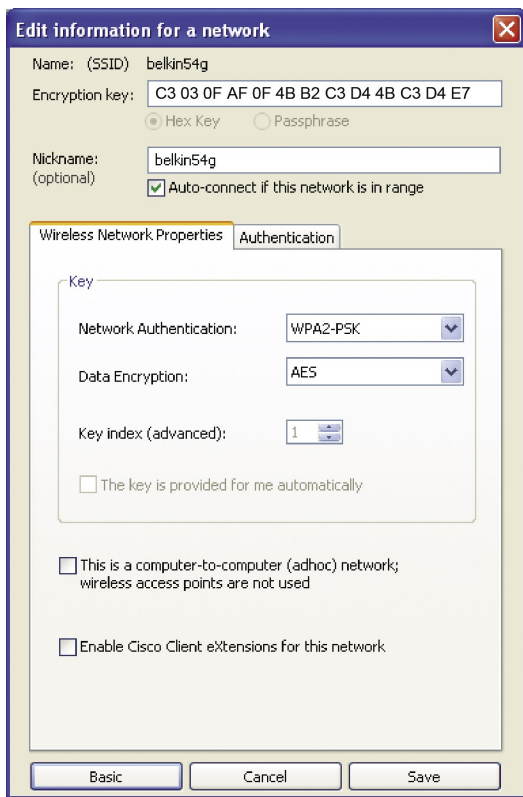 Edit information for a network
Name: (SSID) belkin54g
Encryption key: C3 03 0F AF 0F 4B B2 C3 D4 4B C3 D4 E7
Hex Key Passphrase
Nickname: belkin54g
(optional)
Auto-connect if this network is in range
Wireless Network Properties Authentication
Key
Network Authentication: WPA2-PSK
Data Encryption: AES
Key index (advanced): 1
The key is provided for me automatically
This is a computer-to-computer (adhoc) network;
wireless access points are not used
Enable Cisco Client eXtensions for this network
Basic Cancel Save